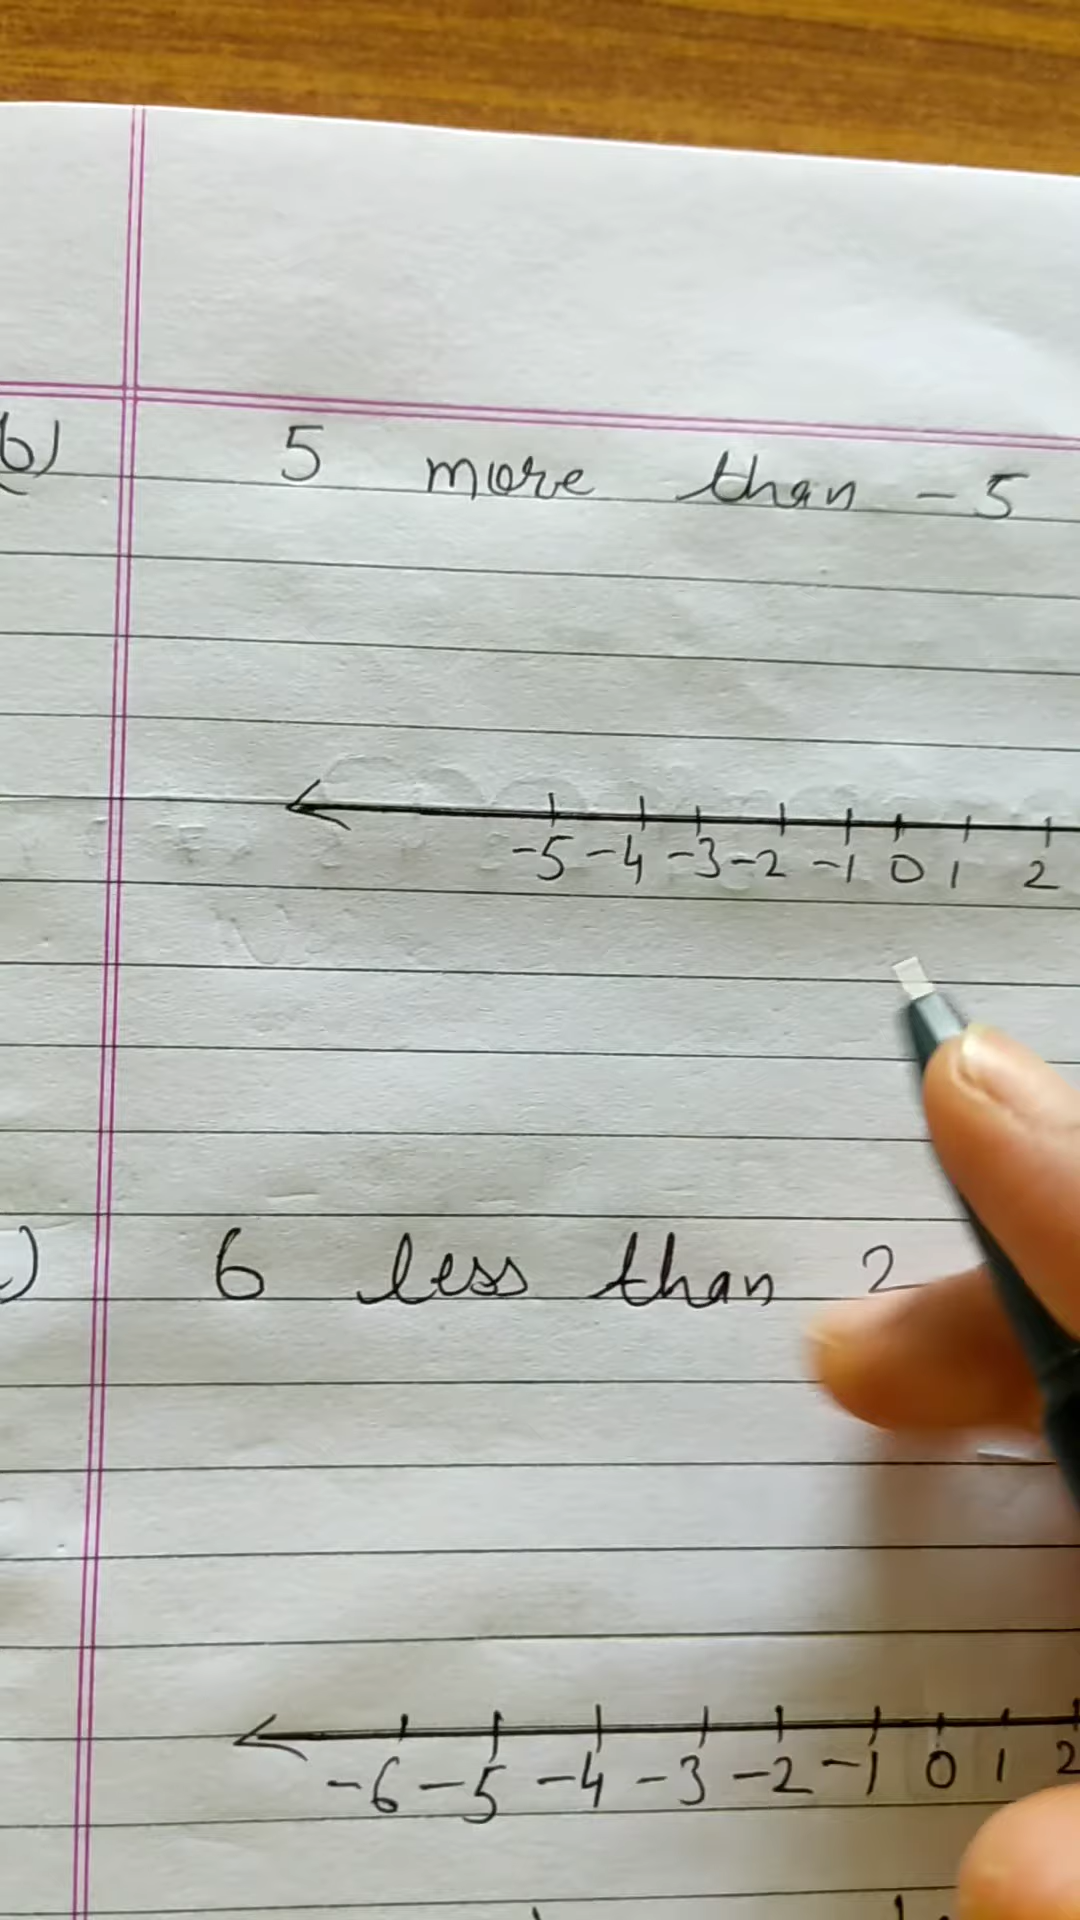 b) 5 more than -5
-5 -4 -3 -2 -1 0 1 2
) 6 less than 2
-6 -5 -4 -3 -2 -1 0 1 2